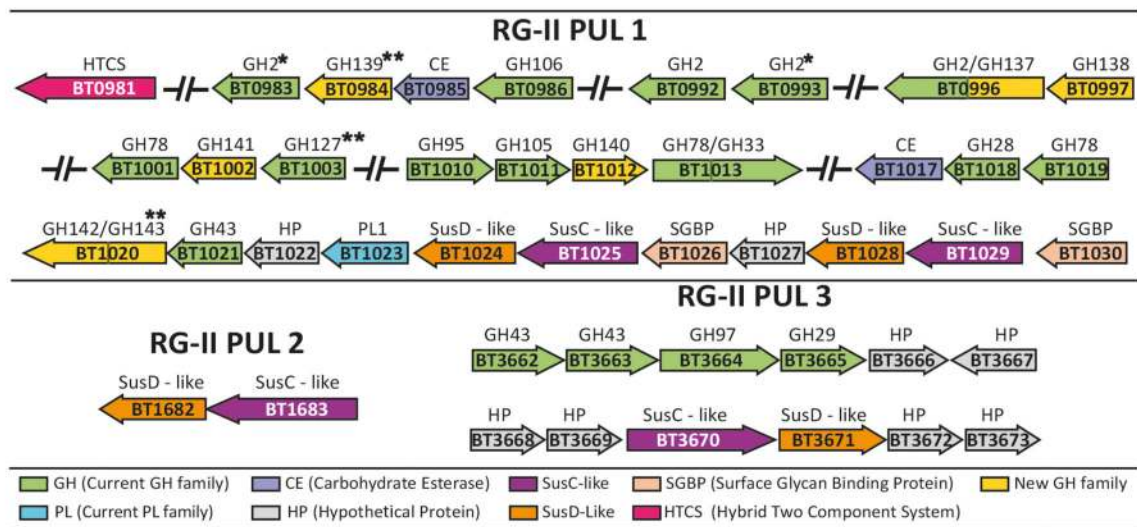 RG-II PUL 1
HTCS GH2* GH139** CE GH106 GH2 GH2* GH2/GH137 GH138
BT0981 BT0983 BT0984 BT0985 BT0986 BT0992 BT0993 BT0996 BT0997
GH78 GH141 GH127** GH95 GH105 GH140 GH78/GH33 CE GH28 GH78
BT1001 BT1002 BT1003 BT1010 BT1011 BT1012 BT1013 BT1017 BT1018 BT1019
GH142/GH143** GH43 HP PL1 SusD - like SusC - like SGBP HP SusD - like SusC - like SGBP
BT1020 BT1021 BT1022 BT1023 BT1024 BT1025 BT1026 BT1027 BT1028 BT1029 BT1030
RG-II PUL 2
SusD - like SusC - like
BT1682 BT1683
RG-II PUL 3
GH43 GH43 GH97 GH29 HP HP
BT3662 BT3663 BT3664 BT3665 BT3666 BT3667
HP HP SusC - like SusD - like HP HP
BT3668 BT3669 BT3670 BT3671 BT3672 BT3673
GH (Current GH family) CE (Carbohydrate Esterase) SusC-like SGBP (Surface Glycan Binding Protein) New GH family
PL (Current PL family) HP (Hypothetical Protein) SusD-Like HTCS (Hybrid Two Component System)